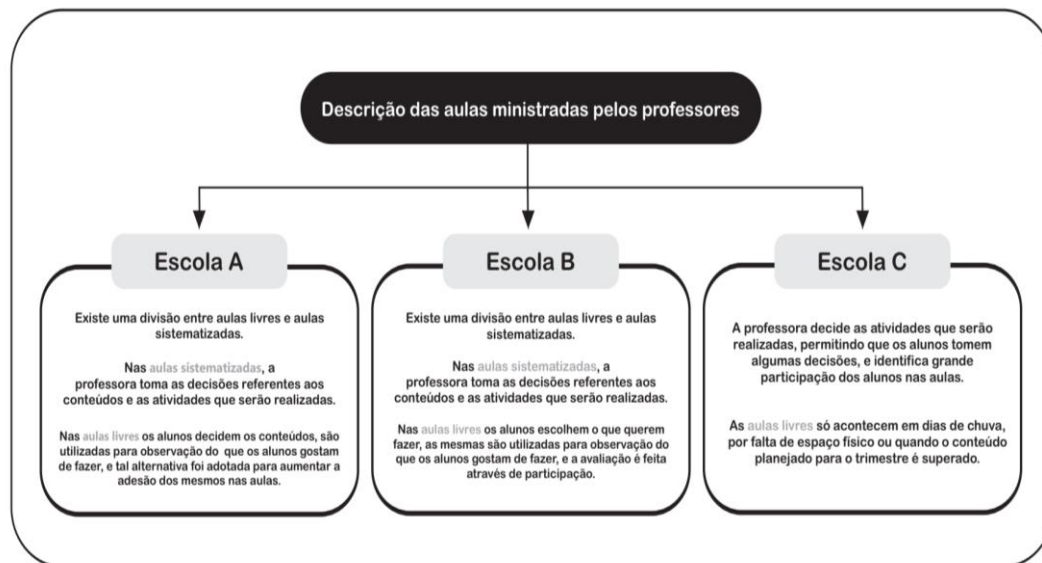 Descrição das aulas ministradas pelos professores
Escola A
Existe uma divisão entre aulas livres e aulas
sistematizadas.
Nas aulas sistematizadas, a
professora toma as decisões referentes aos
conteúdos e as atividades que serão realizadas.
Nas aulas livres os alunos decidem os conteúdos, são
utilizadas para observação do que os alunos gostam
de fazer, e tal alternativa foi adotada para aumentar a
adesão dos mesmos nas aulas.
Escola B
Existe uma divisão entre aulas livres e aulas
sistematizadas.
Nas aulas sistematizadas, a
professora toma as decisões referentes aos
conteúdos e as atividades que serão realizadas.
Nas aulas livres os alunos escolhem o que querem
fazer, as mesmas são utilizadas para observação do
que os alunos gostam de fazer, e a avaliação é feita
através de participação.
Escola C
A professora decide as atividades que serão
realizadas, permitindo que os alunos tomem
algumas decisões, e identifica grande
participação dos alunos nas aulas.
As aulas livres só acontecem em dias de chuva,
por falta de espaço físico ou quando o conteúdo
planejado para o trimestre é superado.